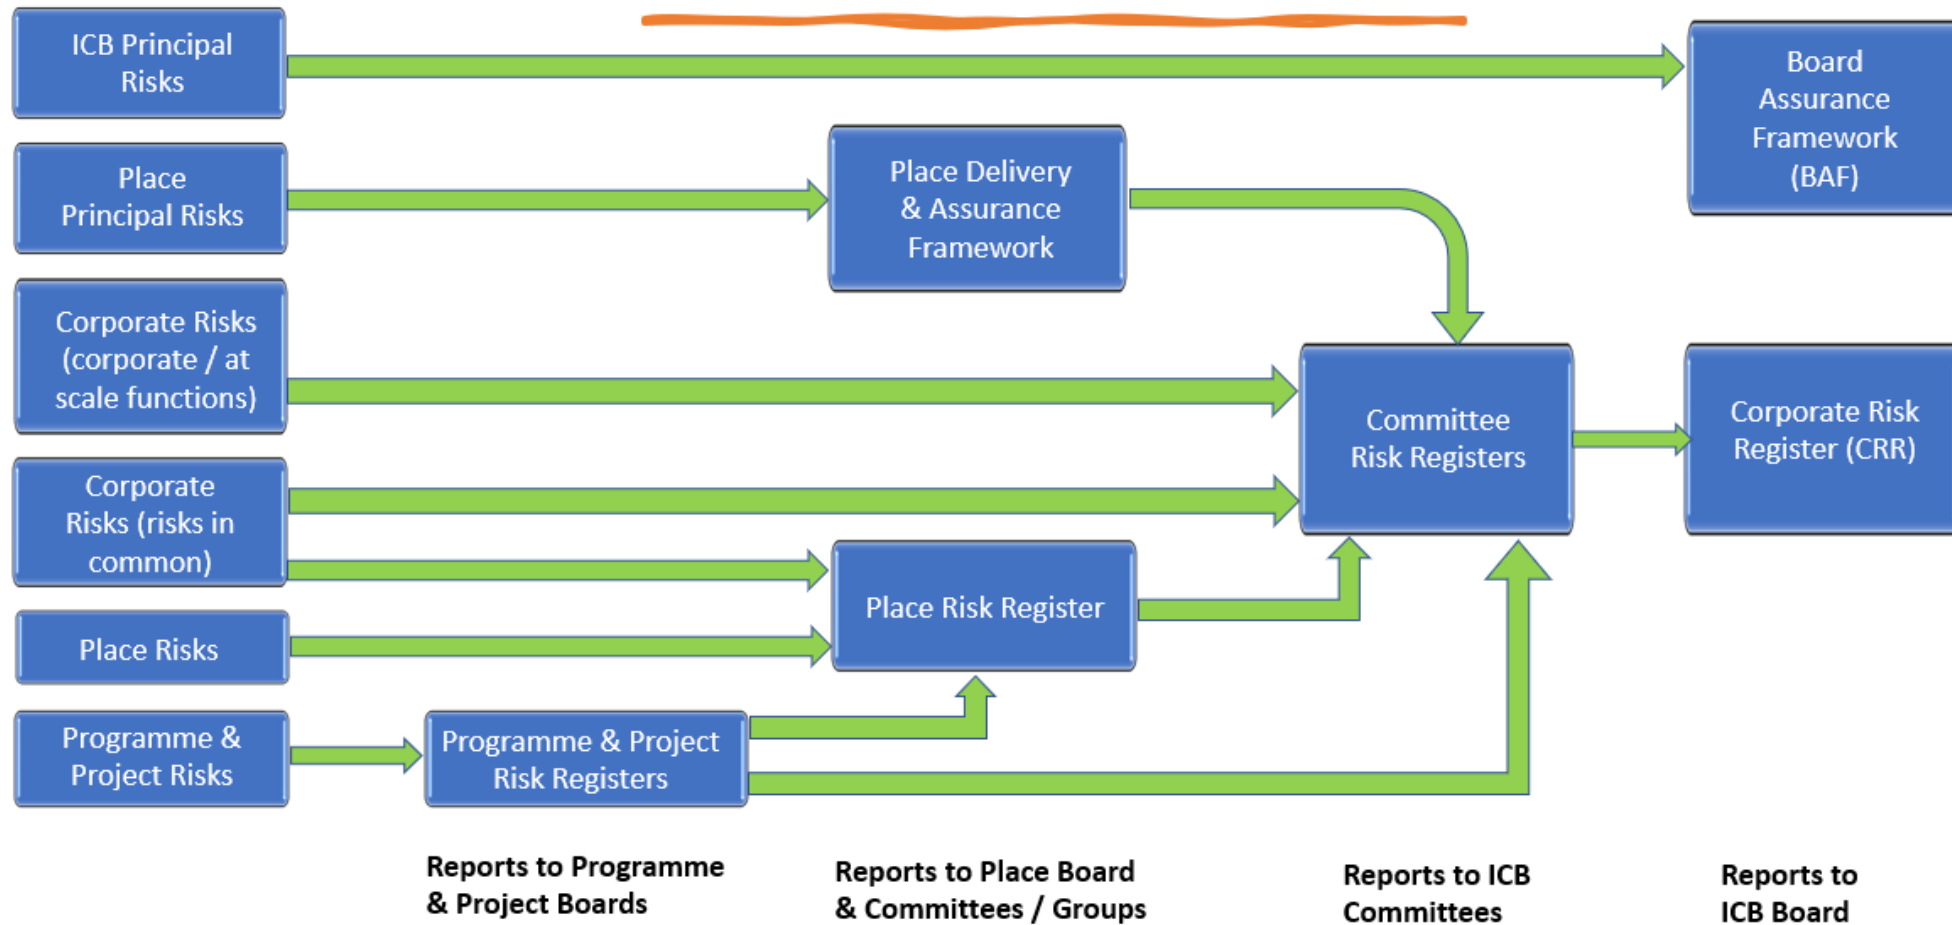 ICB Principal
Risks
Board
Assurance
Framework
(BAF)
Place
Principal Risks
Place Delivery
& Assurance
Framework
Corporate Risks
(corporate / at
scale functions)
Committee
Risk Registers
Corporate Risk
Register (CRR)
Corporate
Risks (risks in
common)
Place Risk Register
Place Risks
Programme &
Project Risks
Programme & Project
Risk Registers
Reports to Programme
& Project Boards
Reports to Place Board
& Committees / Groups
Reports to ICB
Committees
Reports to
ICB Board